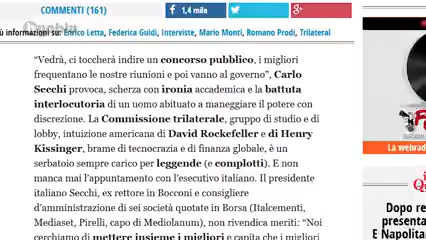 COMMENTI (161)
1,4 mila
ù informazioni su: Enrico Letta, Federica Guidi, Interviste, Mario Monti, Romano Prodi, Trilateral
“Vedrà, ci toccherà indire un concorso pubblico, i migliori
frequentano le nostre riunioni e poi vanno al governo”, Carlo
Secchi provoca, scherza con ironia accademica e la battuta
interlocutoria di un uomo abituato a maneggiare il potere con
discrezione. La Commissione trilaterale, gruppo di studio e di
lobby, intuizione americana di David Rockefeller e di Henry
Kissinger, brame di tecnocrazia e di finanza globale, è un
serbatoio sempre carico per leggende (e complotti). E non
manca mai l’appuntamento con l’esecutivo italiano. Il presidente
italiano Secchi, ex rettore in Bocconi e consigliere
d’amministrazione di sei società quotate in Borsa (Italcementi,
Mediaset, Pirelli, capo di Mediolanum), non rivendica meriti: “Noi
cerchiamo di mettere insieme i migliori e capita che i migliori
La webrad
Dopo re
presenta
E Napolita